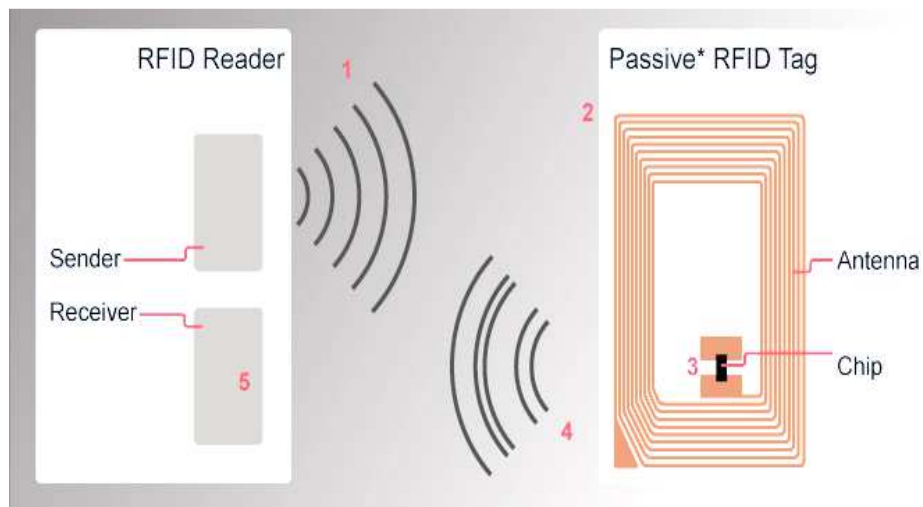 RFID Reader
1
Passive* RFID Tag
2
Sender
Antenna
Receiver
3
Chip
5
4